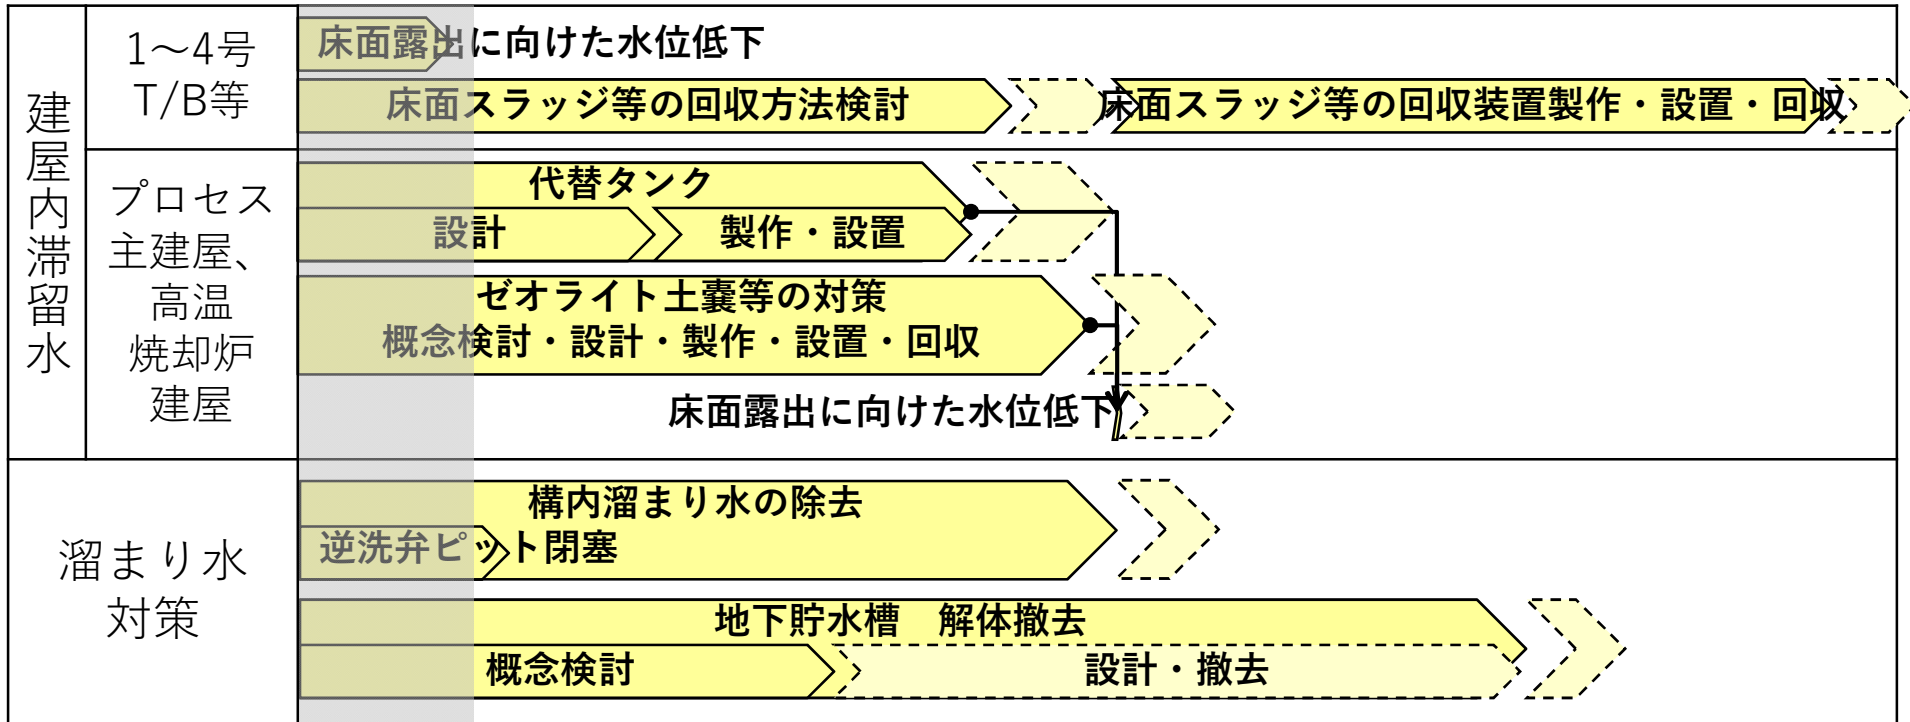 建屋内滞留水
1～4号
T/B等
床面露出に向けた水位低下
床面スラッジ等の回収方法検討
床面スラッジ等の回収装置製作・設置・回収
プロセス
主建屋、
高温
焼却炉
建屋
代替タンク
設計
製作・設置
ゼオライト土嚢等の対策
概念検討・設計・製作・設置・回収
床面露出に向けた水位低下
溜まり水
対策
構内溜まり水の除去
逆洗弁ピット閉塞
地下貯水槽　解体撤去
概念検討
設計・撤去